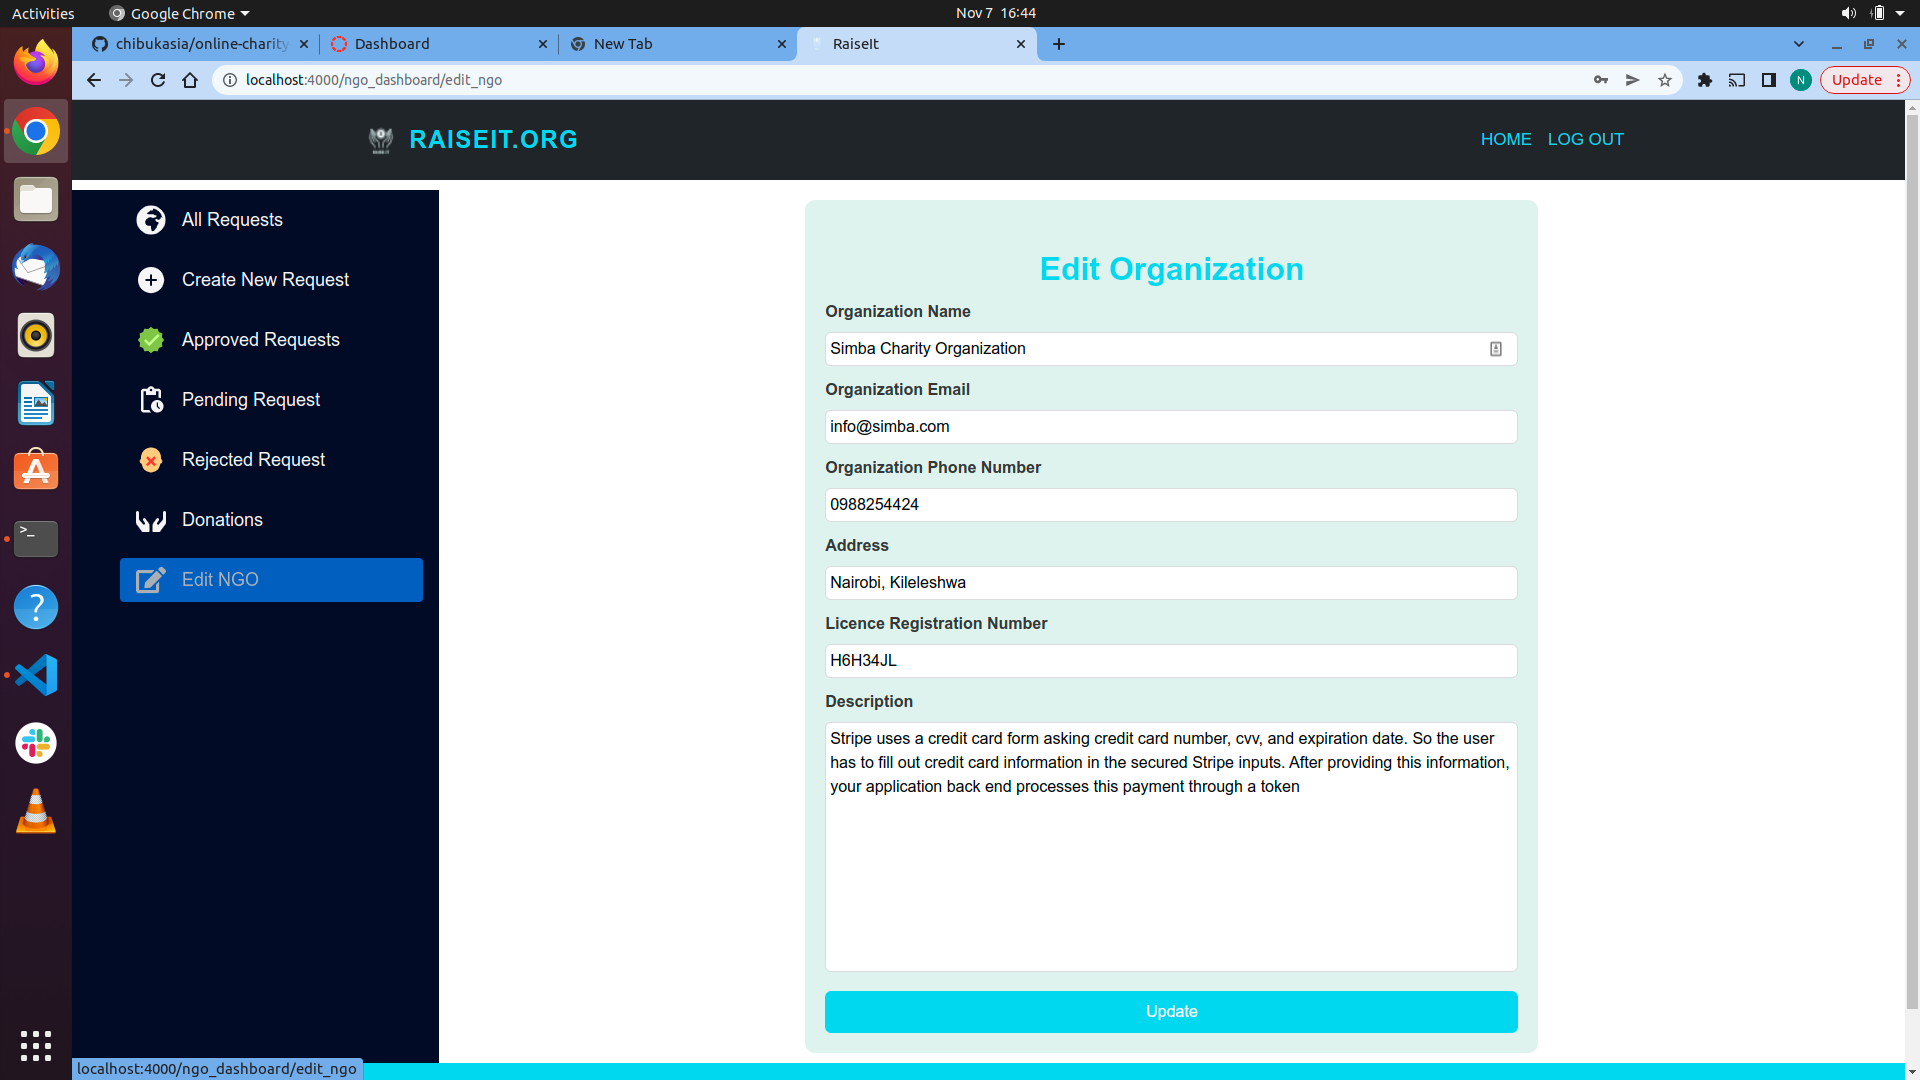 Activities
Google Chrome
Nov 7 16:44
chibukasia/online-charity
Dashboard
New Tab
RaiseIt
localhost:4000/ngo_dashboard/edit_ngo
N
Update
RAISEIT.ORG
HOME
LOG OUT
All Requests
Create New Request
Approved Requests
Pending Request
Rejected Request
Donations
Edit NGO
Edit Organization
Organization Name
Simba Charity Organization
Organization Email
info@simba.com
Organization Phone Number
0988254424
Address
Nairobi, Kileleshwa
Licence Registration Number
H6H34JL
Description
Stripe uses a credit card form asking credit card number, cvv, and expiration date. So the user
has to fill out credit card information in the secured Stripe inputs. After providing this information,
your application back end processes this payment through a token
Update
localhost:4000/ngo_dashboard/edit_ngo